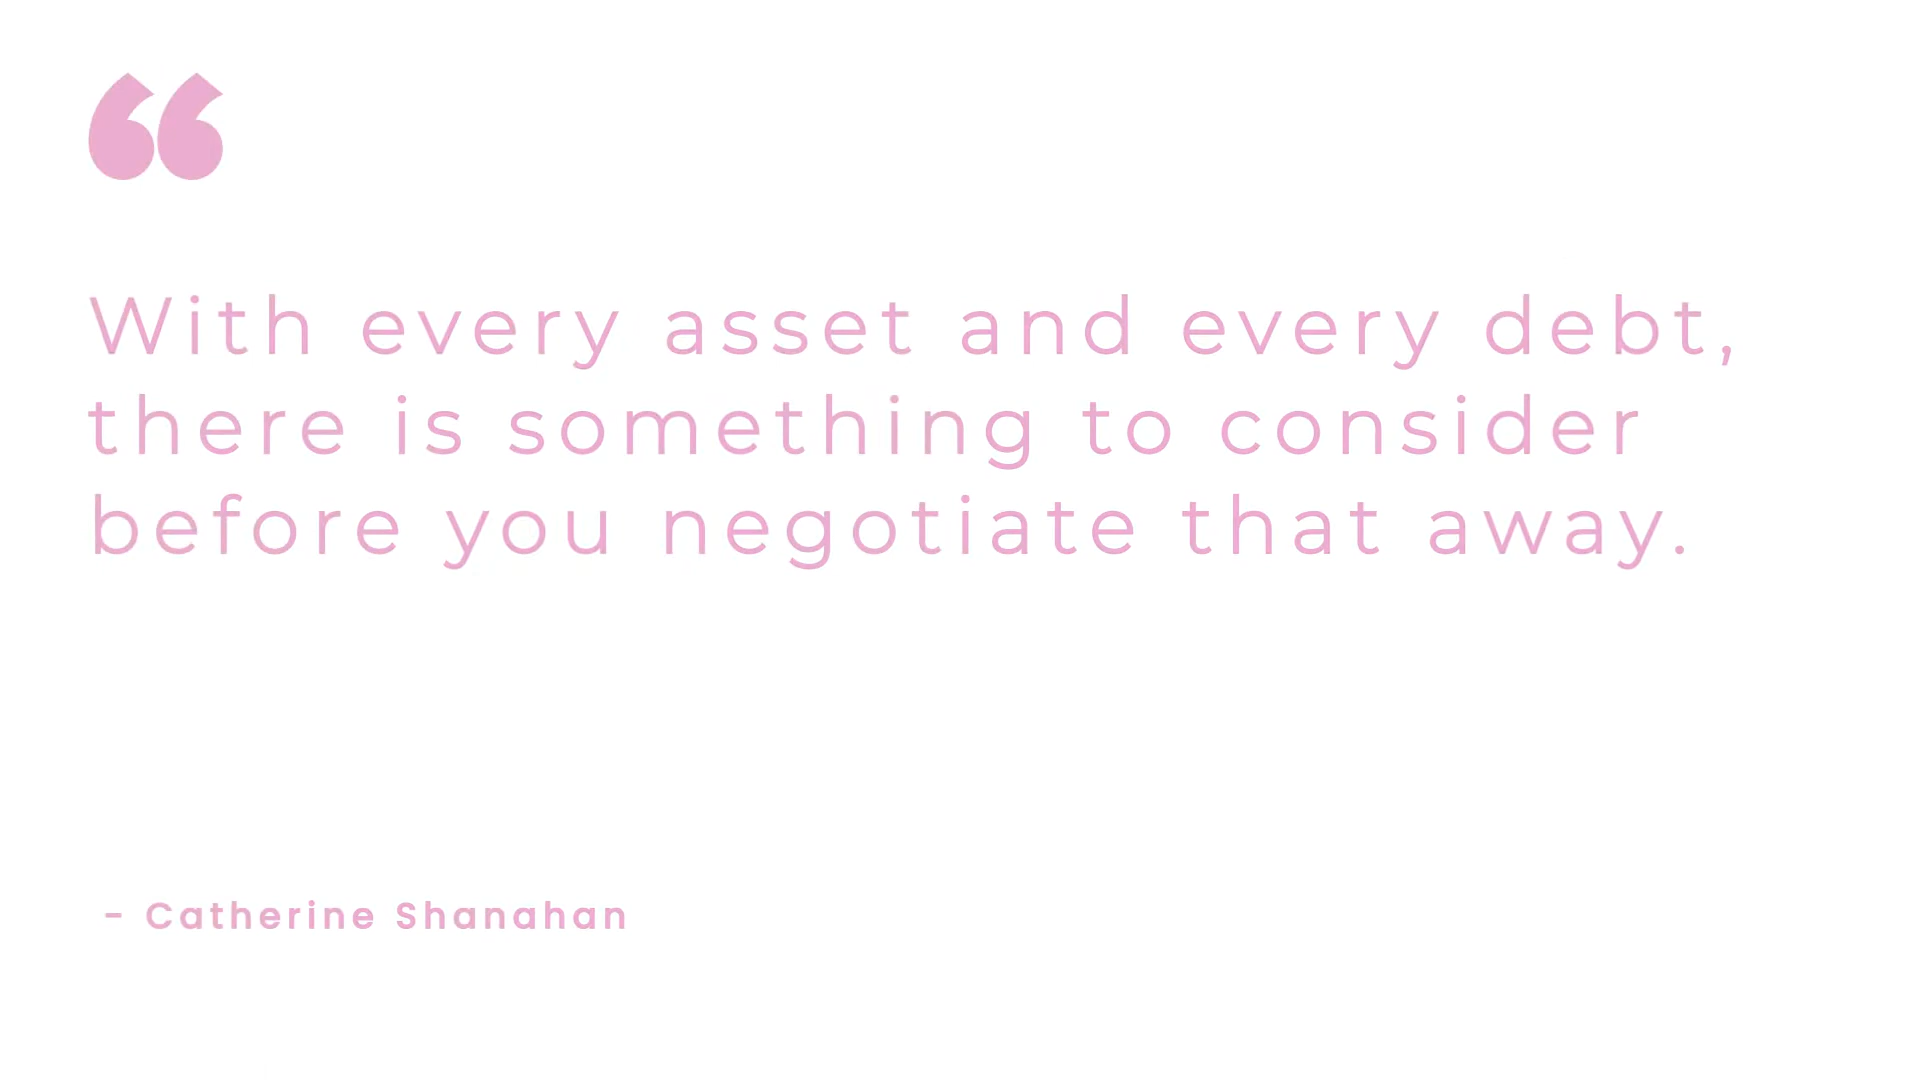 “
With every asset and every debt,
there is something to consider
before you negotiate that away.
- Catherine Shanahan